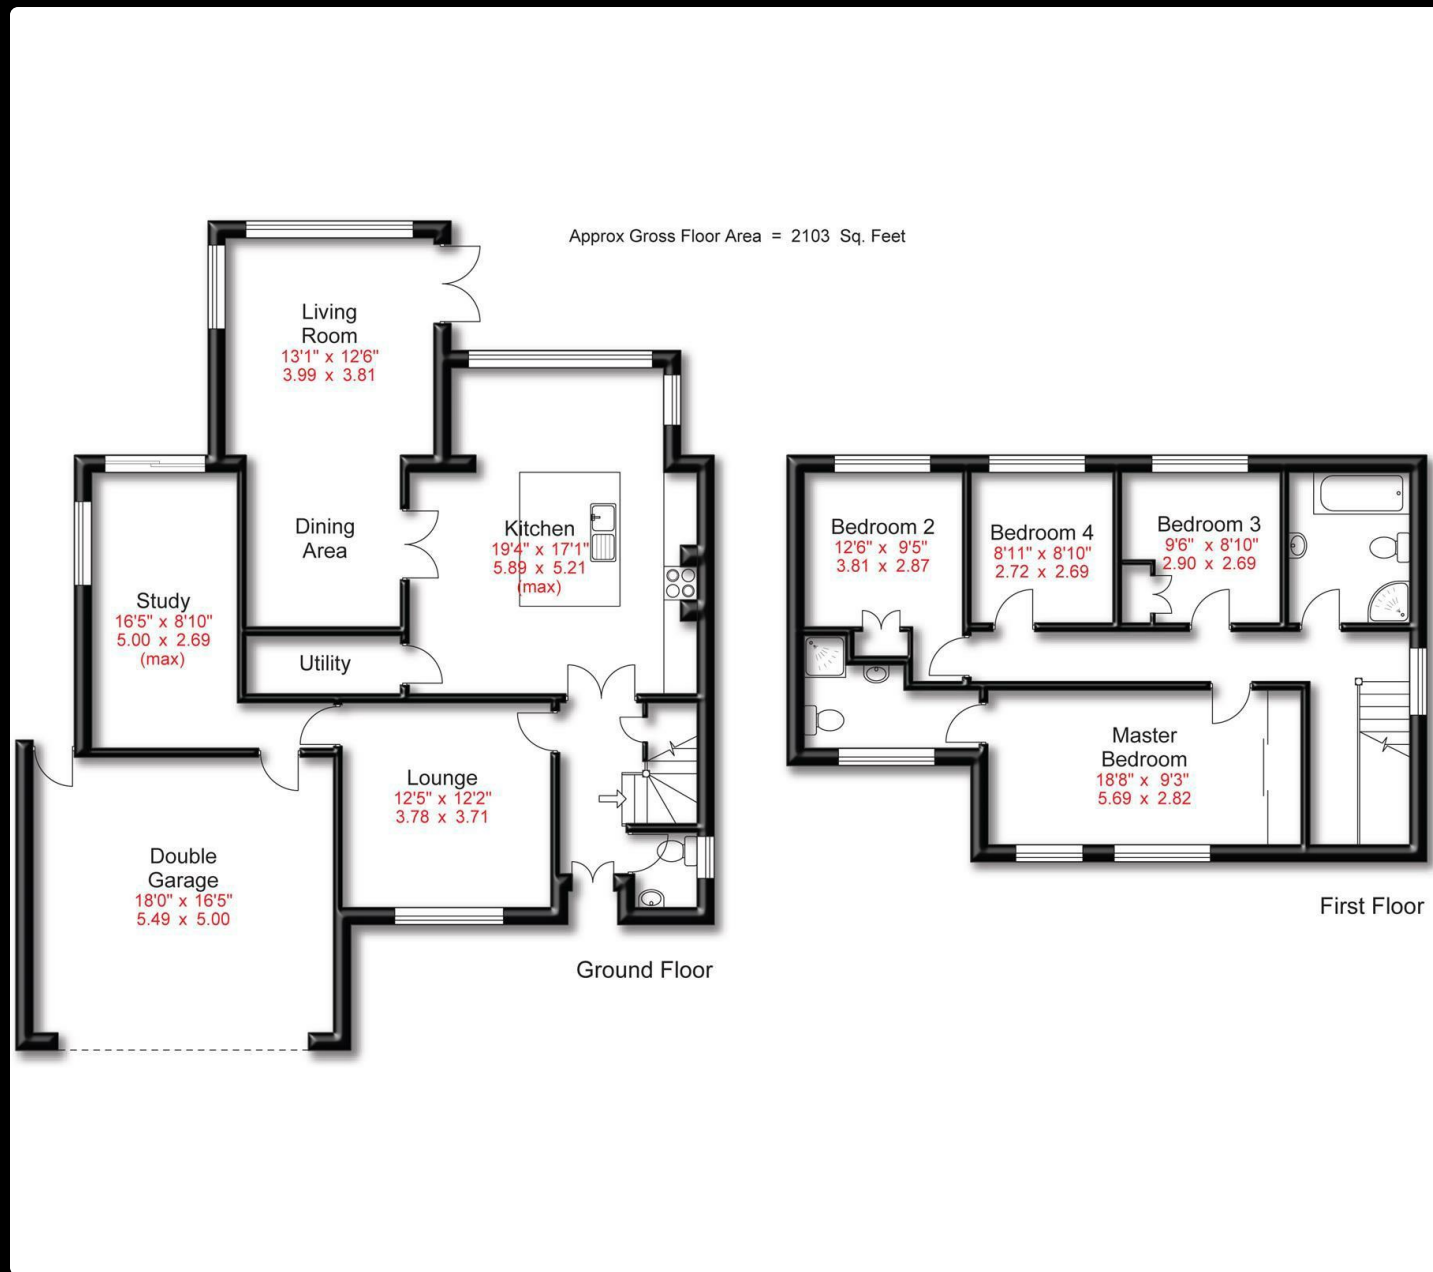 Approx Gross Floor Area = 2103 Sq. Feet
Living
Room
13'1" x 12'6"
3.99 x 3.81
Dining
Area
Kitchen
19'4" x 17'1"
5.89 x 5.21
(max)
Study
16'5" x 8'10"
5.00 x 2.69
(max)
Utility
Lounge
12'5" x 12'2"
3.78 x 3.71
Double
Garage
18'0" x 16'5"
5.49 x 5.00
Ground Floor
Bedroom 2
12'6" x 9'5"
3.81 x 2.87
Bedroom 4
8'11" x 8'10"
2.72 x 2.69
Bedroom 3
9'6" x 8'10"
2.90 x 2.69
Master
Bedroom
18'8" x 9'3"
5.69 x 2.82
First Floor